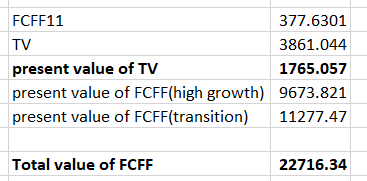 FCFF11 377.6301
TV 3861.044
present value of TV 1765.057
present value of FCFF(high growth) 9673.821
present value of FCFF(transition) 11277.47
Total value of FCFF 22716.34